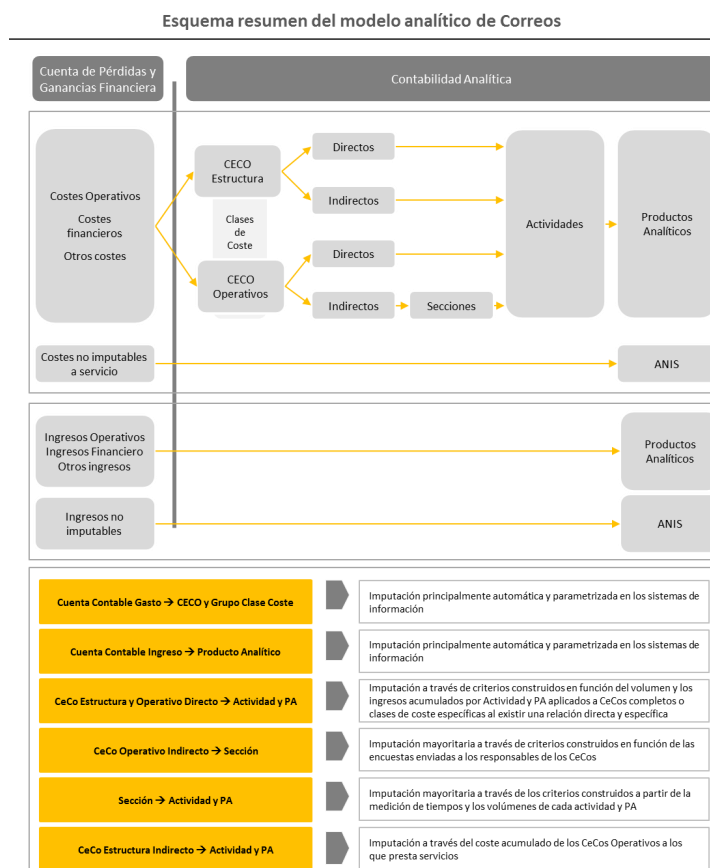 Esquema resumen del modelo analítico de Correos
Cuenta de Pérdidas y
Ganancias Financiera
Contabilidad Analítica
Costes Operativos
Costes
financieros
Otros costes
CECO
Estructura
Clases
de
Coste
CECO
Operativos
Directos
Indirectos
Directos
Indirectos
Secciones
Actividades
Productos
Analíticos
Costes no imputables
a servicio
ANIS
Ingresos Operativos
Ingresos Financiero
Otros ingresos
Productos
Analíticos
Ingresos no
imputables
ANIS
Cuenta Contable Gasto → CECO y Grupo Clase Coste
Imputación principalmente automática y parametrizada en los sistemas de
información
Cuenta Contable Ingreso → Producto Analítico
Imputación principalmente automática y parametrizada en los sistemas de
información
CeCo Estructura y Operativo Directo → Actividad y PA
Imputación a través de criterios construidos en función del volumen y los
ingresos acumulados por Actividad y PA aplicados a CeCos completos o
clases de coste específicas al existir una relación directa y específica
CeCo Operativo Indirecto → Sección
Imputación mayoritaria a través de criterios construidos en función de las
encuestas enviadas a los responsables de los CeCos
Sección → Actividad y PA
Imputación mayoritaria a través de los criterios construidos a partir de la
medición de tiempos y los volúmenes de cada actividad y PA
CeCo Estructura Indirecto → Actividad y PA
Imputación a través del coste acumulado de los CeCos Operativos a los
que presta servicios